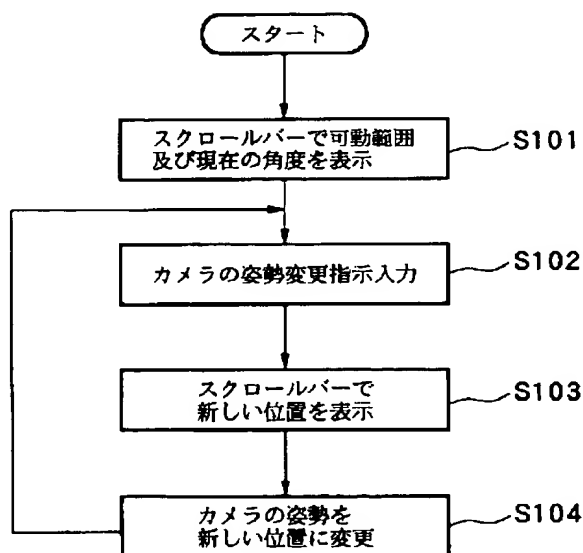 スタート
スクロールバーで可動範囲
及び現在の角度を表示
S101
カメラの姿勢変更指示入力
S102
スクロールバーで
新しい位置を表示
S103
カメラの姿勢を
新しい位置に変更
S104